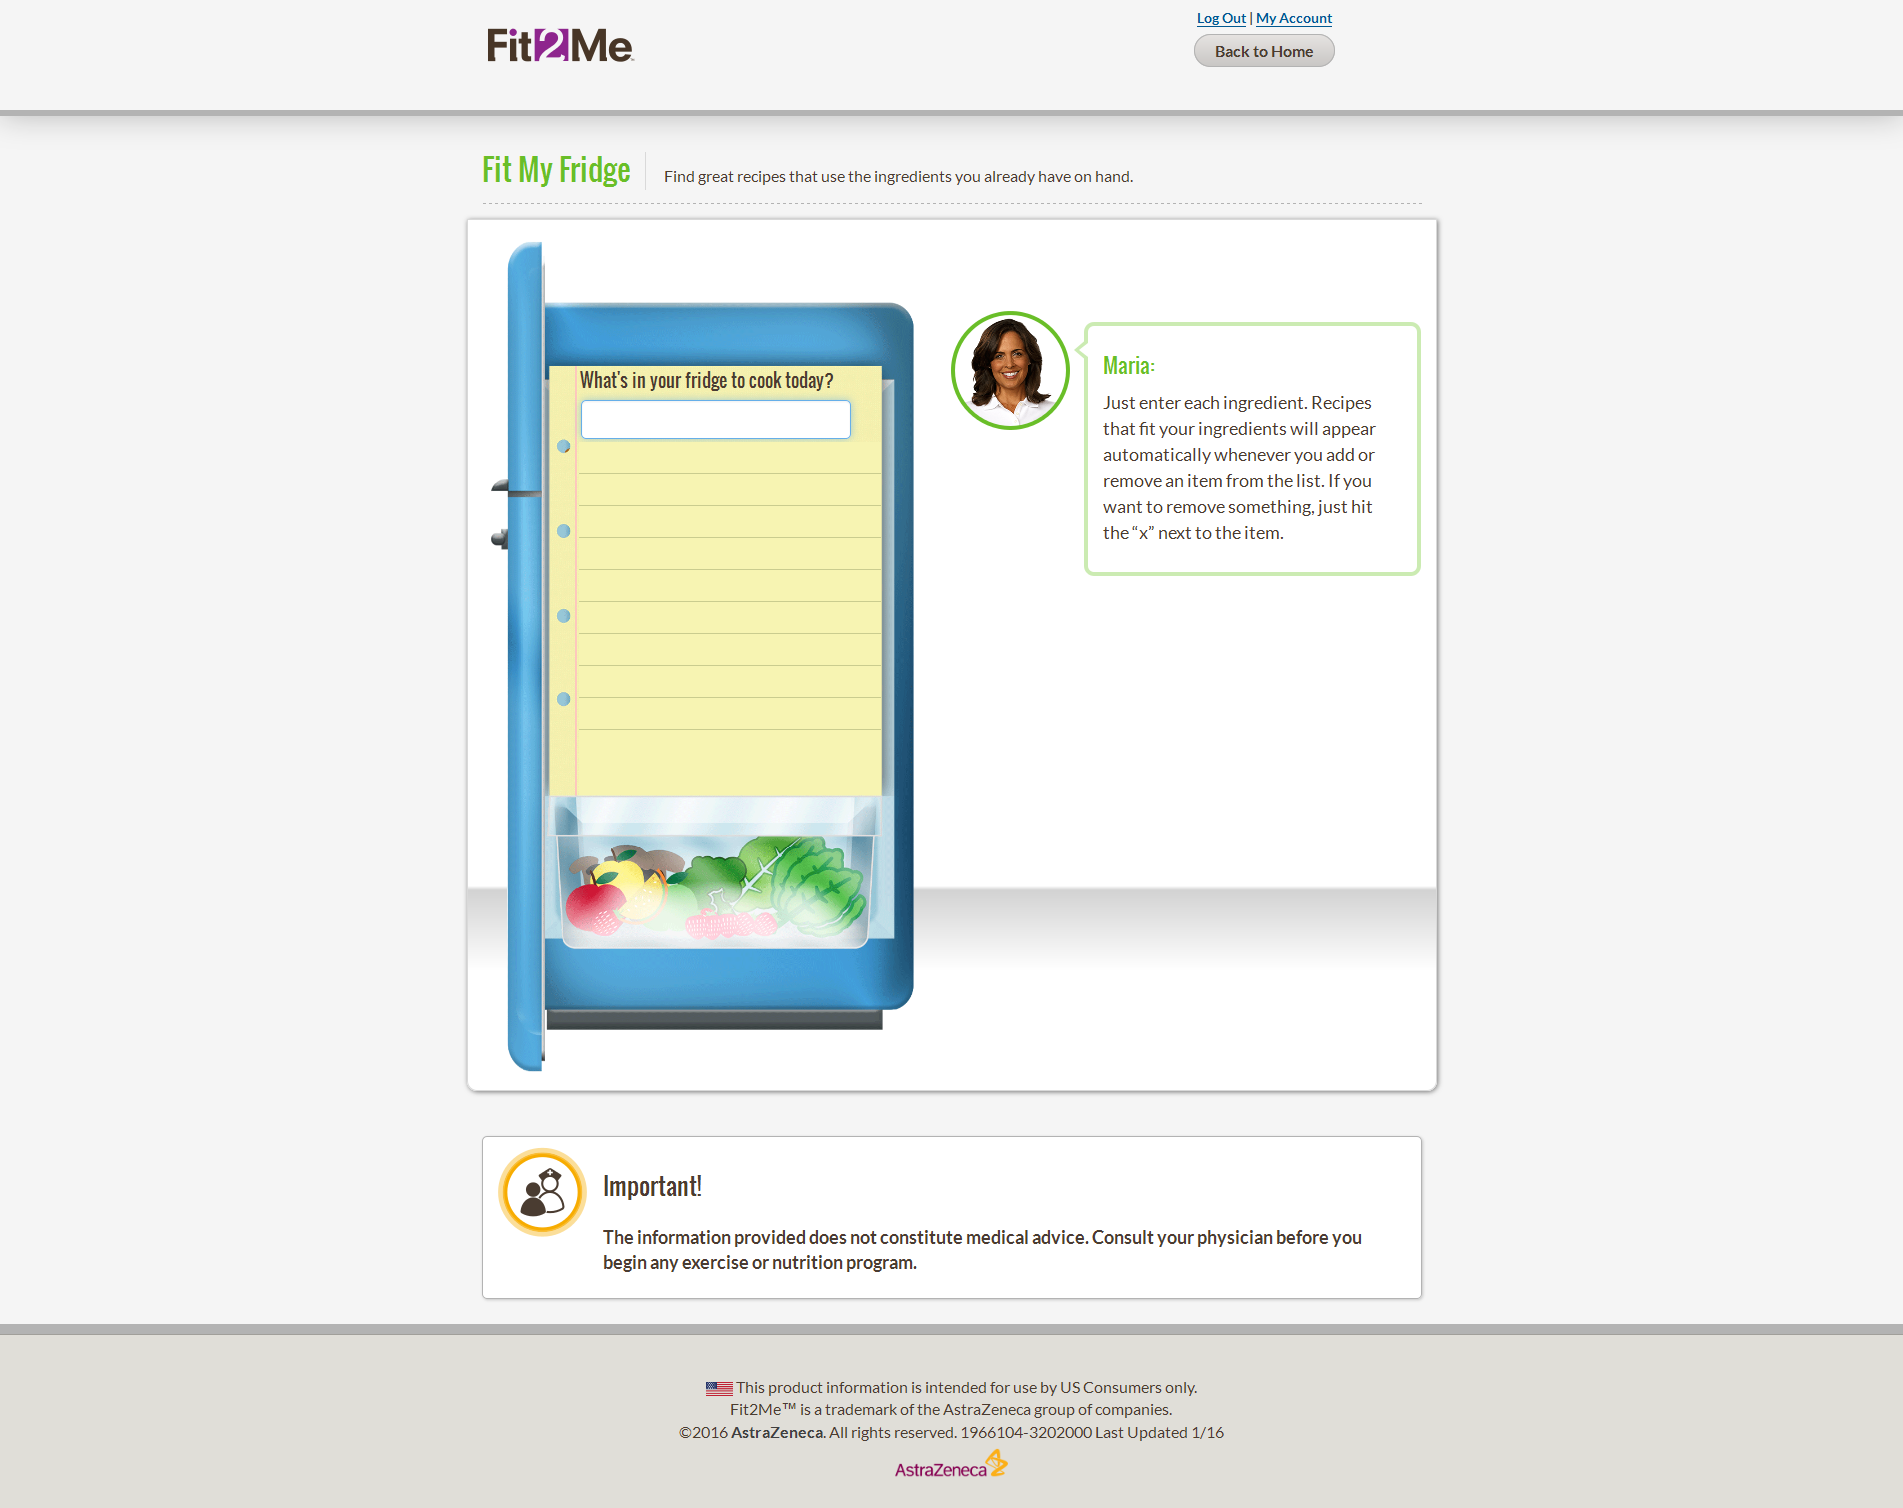 Fit2Me
Log Out | My Account
Back to Home
Fit My Fridge
Find great recipes that use the ingredients you already have on hand.
What's in your fridge to cook today?
Maria:
Just enter each ingredient. Recipes
that fit your ingredients will appear
automatically whenever you add or
remove an item from the list. If you
want to remove something, just hit
the “x” next to the item.
Important!
The information provided does not constitute medical advice. Consult your physician before you
begin any exercise or nutrition program.
This product information is intended for use by US Consumers only.
Fit2Me™ is a trademark of the AstraZeneca group of companies.
©2016 AstraZeneca. All rights reserved. 1966104-3202000 Last Updated 1/16
AstraZeneca